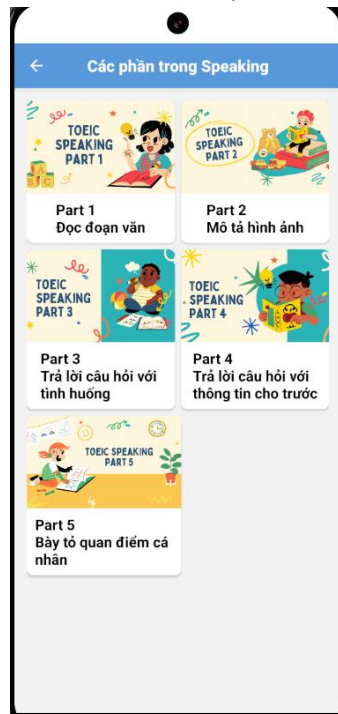 Các phần trong Speaking
TOEIC
SPEAKING
PART 1
Part 1
Đọc đoạn văn
TOEIC
SPEAKING
PART 2
Part 2
Mô tả hình ảnh
TOEIC
SPEAKING
PART 3
Part 3
Trả lời câu hỏi với
tình huống
TOEIC
SPEAKING
PART 4
Part 4
Trả lời câu hỏi với
thông tin cho trước
TOEIC SPEAKING
PART 5
Part 5
Bày tỏ quan điểm cá
nhân